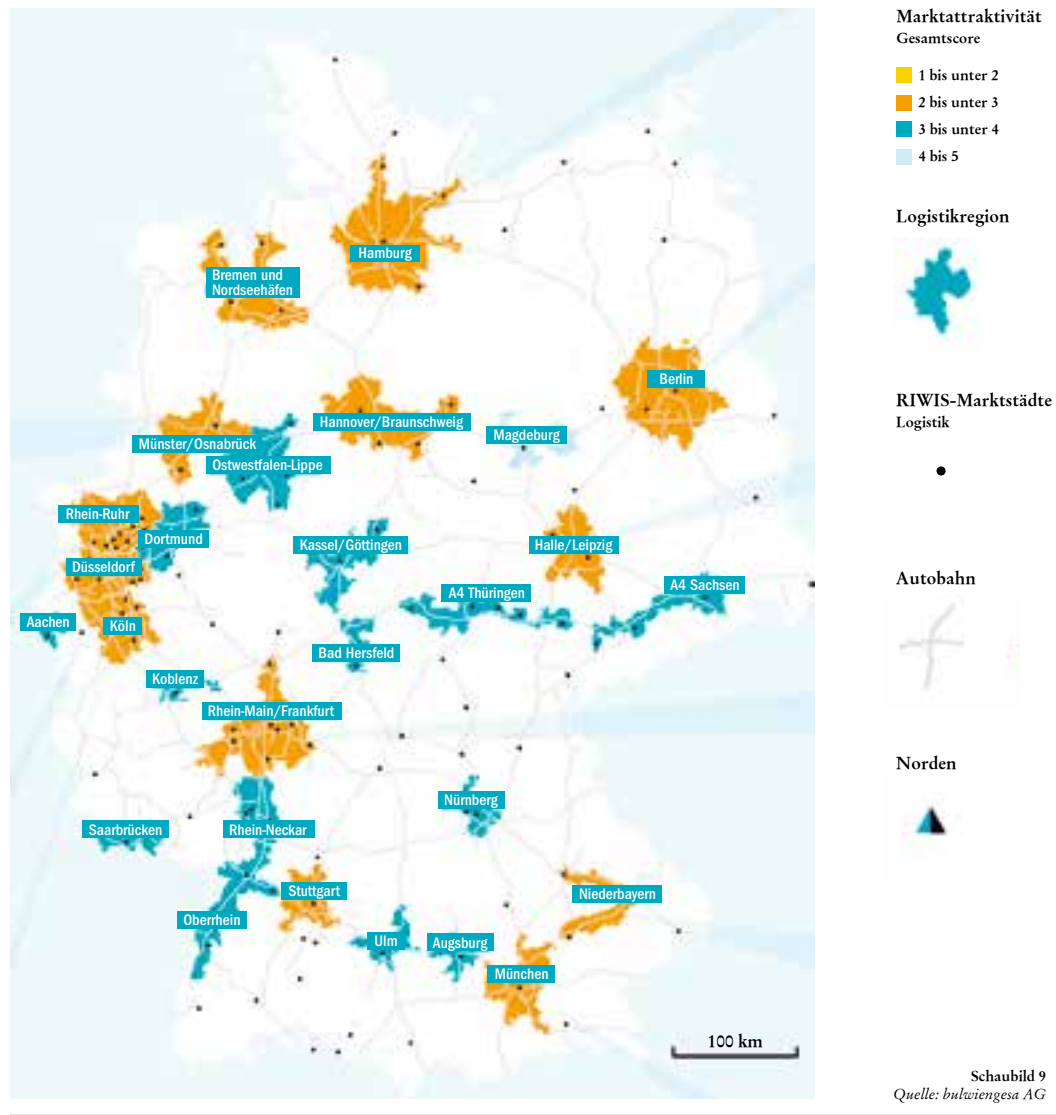 Marktattraktivität
Gesamtscore
1 bis unter 2
2 bis unter 3
3 bis unter 4
4 bis 5
Logistikregion
RIWIS-Marktstädte
Logistik
Autobahn
Norden
Hamburg
Bremen und
Nordseehäfen
Berlin
Hannover/Braunschweig
Magdeburg
Münster/Osnabrück
Ostwestfalen-Lippe
Rhein-Ruhr
Dortmund
Kassel/Göttingen
Halle/Leipzig
Düsseldorf
A4 Thüringen
A4 Sachsen
Aachen
Köln
Bad Hersfeld
Koblenz
Rhein-Main/Frankfurt
Nürnberg
Saarbrücken
Rhein-Neckar
Stuttgart
Niederbayern
Oberrhein
Ulm
Augsburg
München
100 km
Schaubild 9
Quelle: bulwiengesa AG